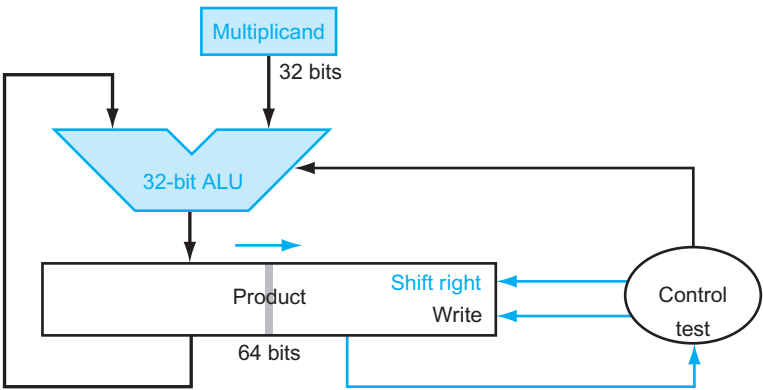 Multiplicand
32 bits
32-bit ALU
Shift right
Product
Write
Control
test
64 bits